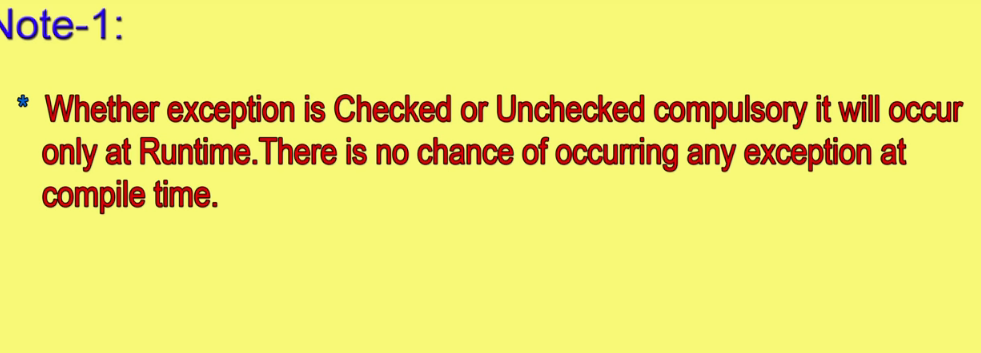 Note-1:
* Whether exception is Checked or Unchecked compulsory it will occur
only at Runtime.There is no chance of occurring any exception at
compile time.